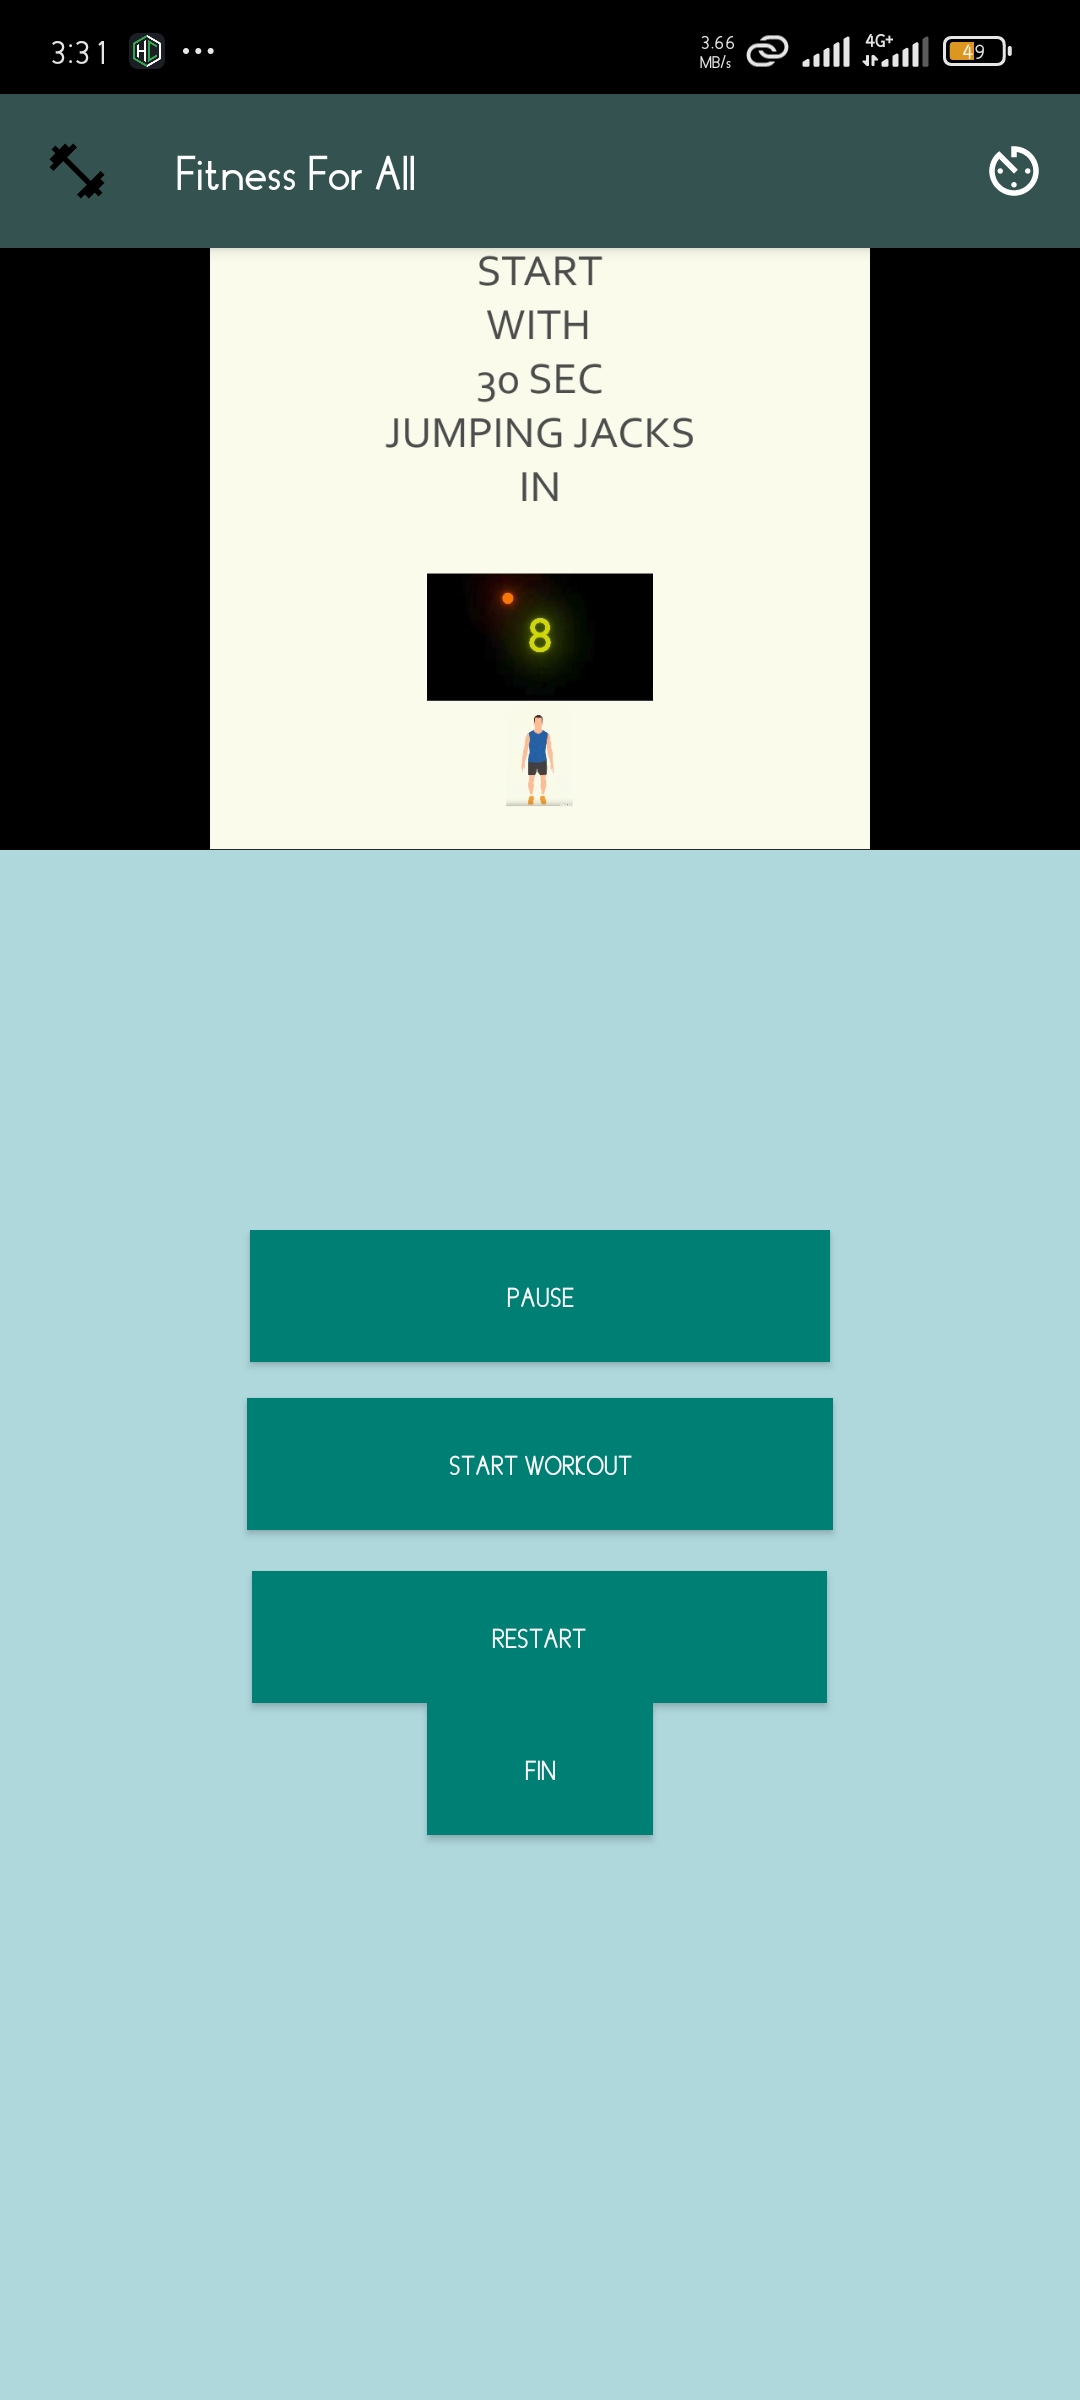 3:31
3.66
MB/s
4G+
49
Fitness For All
START
WITH
30 SEC
JUMPING JACKS
IN
8
PAUSE
START WORKOUT
RESTART
FIN